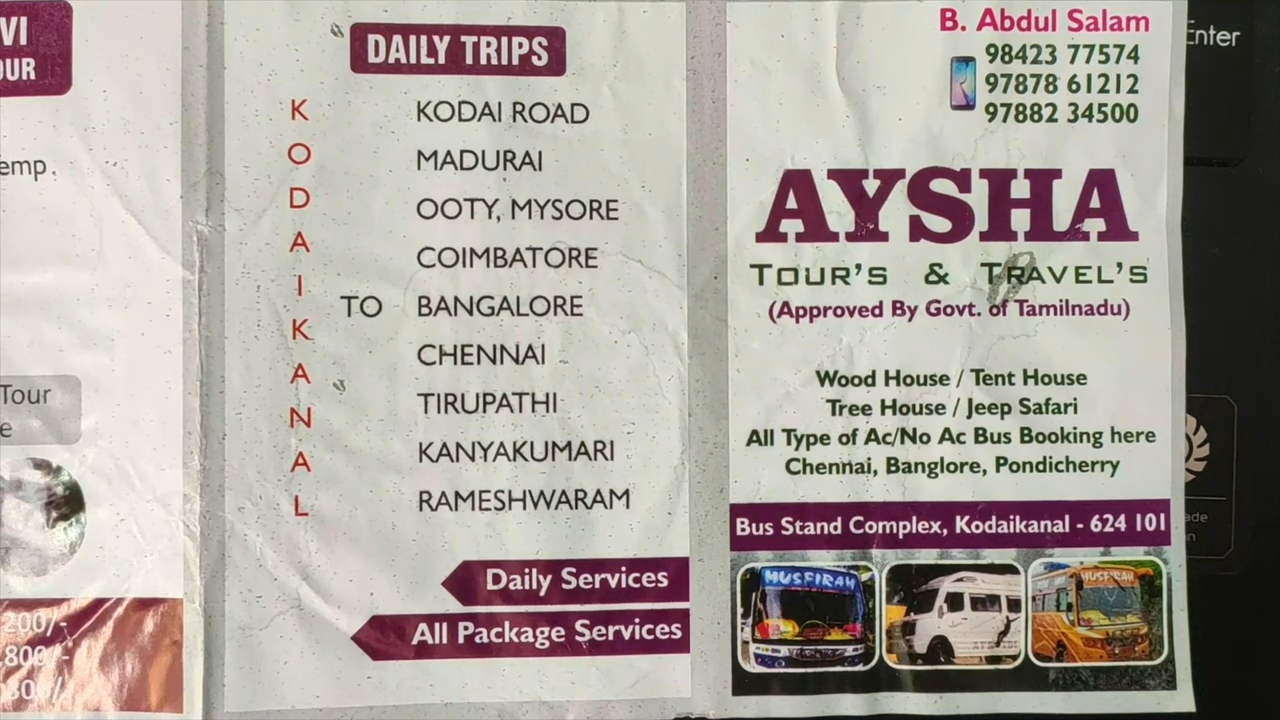 VI
OUR
emp.
Tour
e
200/-
800/-
300/-
DAILY TRIPS
KODAIKANAL
TO
KODAI ROAD
MADURAI
OOTY, MYSORE
COIMBATORE
BANGALORE
CHENNAI
TIRUPATHI
KANYAKUMARI
RAMESHWARAM
Daily Services
All Package Services
B. Abdul Salam
98423 77574
97878 61212
97882 34500
AYSHA
TOUR'S & TRAVEL'S
(Approved By Govt. of Tamilnadu)
Wood House / Tent House
Tree House / Jeep Safari
All Type of Ac/No Ac Bus Booking here
Chennai, Banglore, Pondicherry
Bus Stand Complex, Kodaikanal - 624 101
MUSFIRAH
MUSFIRAH
Enter